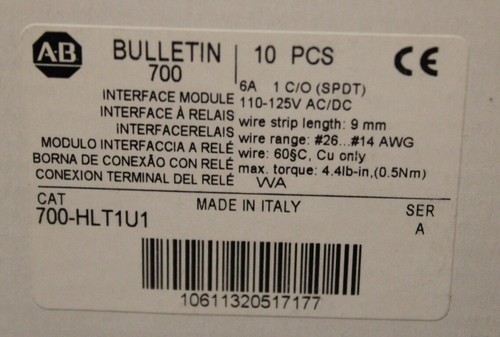 AB BULLETIN 700 10 PCS CE
6A 1 C/O (SPDT)
INTERFACE MODULE 110-125V AC/DC
INTERFACE À RELAIS wire strip length: 9 mm
INTERFACERELAIS wire range: #26...#14 AWG
MODULO INTERFACCIA A RELÉ wire: 60§C, Cu only
BORNA DE CONEXÃO CON RELÉ max. torque: 4.4lb-in,(0.5Nm)
CONEXION TERMINAL DEL RELÉ WA
CAT MADE IN ITALY SER
700-HLT1U1 A
10611320517177